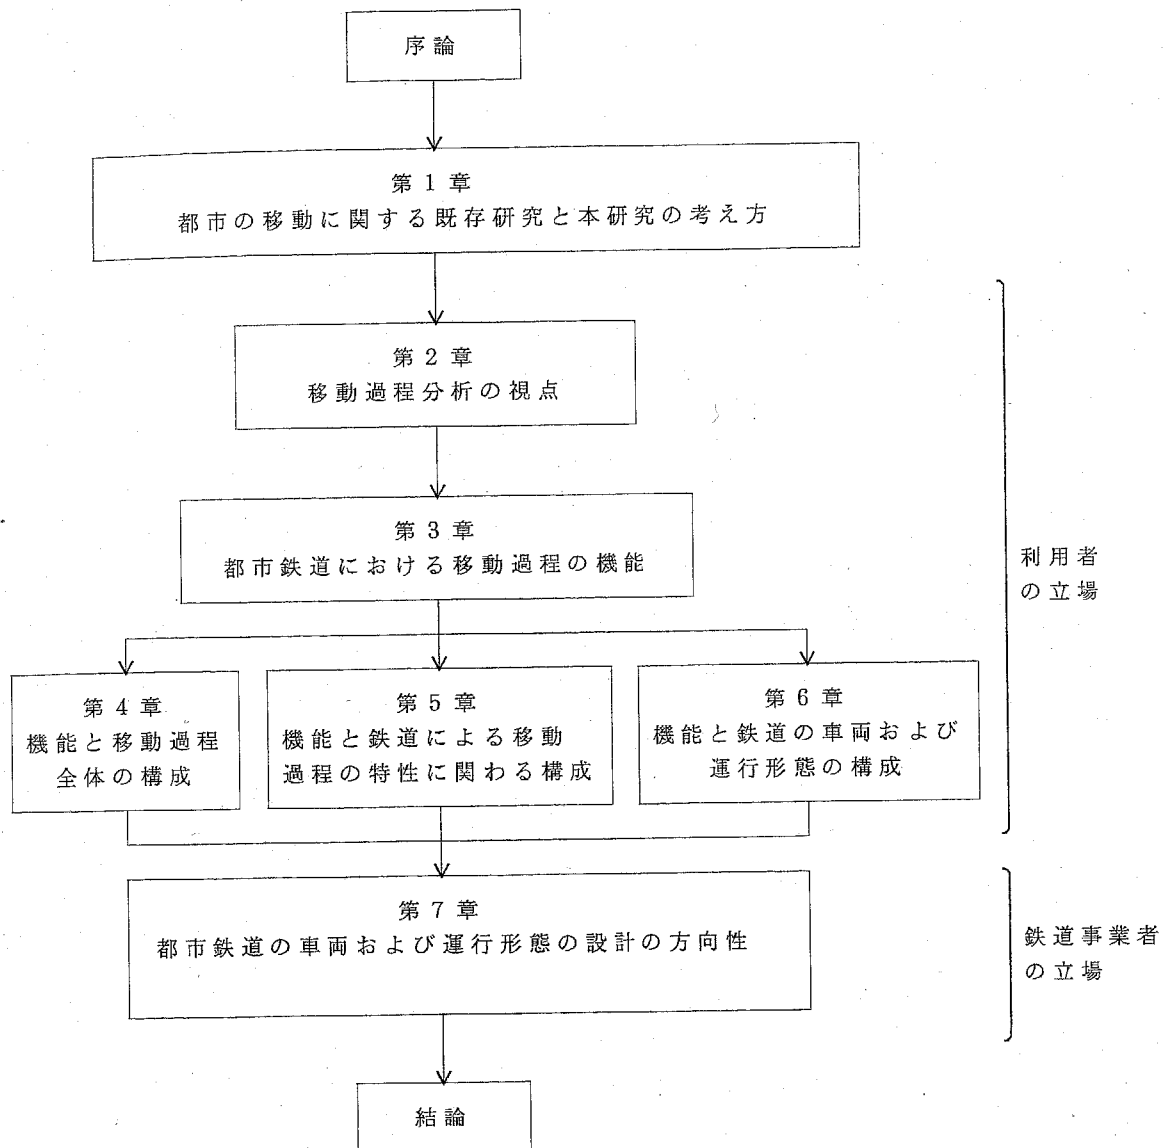 序論
第1章
都市の移動に関する既存研究と本研究の考え方
第2章
移動過程分析の視点
第3章
都市鉄道における移動過程の機能
利用者
の立場
第4章
機能と移動過程
全体の構成
第5章
機能と鉄道による移動
過程の特性に関わる構成
第6章
機能と鉄道の車両および
運行形態の構成
第7章
都市鉄道の車両および運行形態の設計の方向性
鉄道事業者
の立場
結論